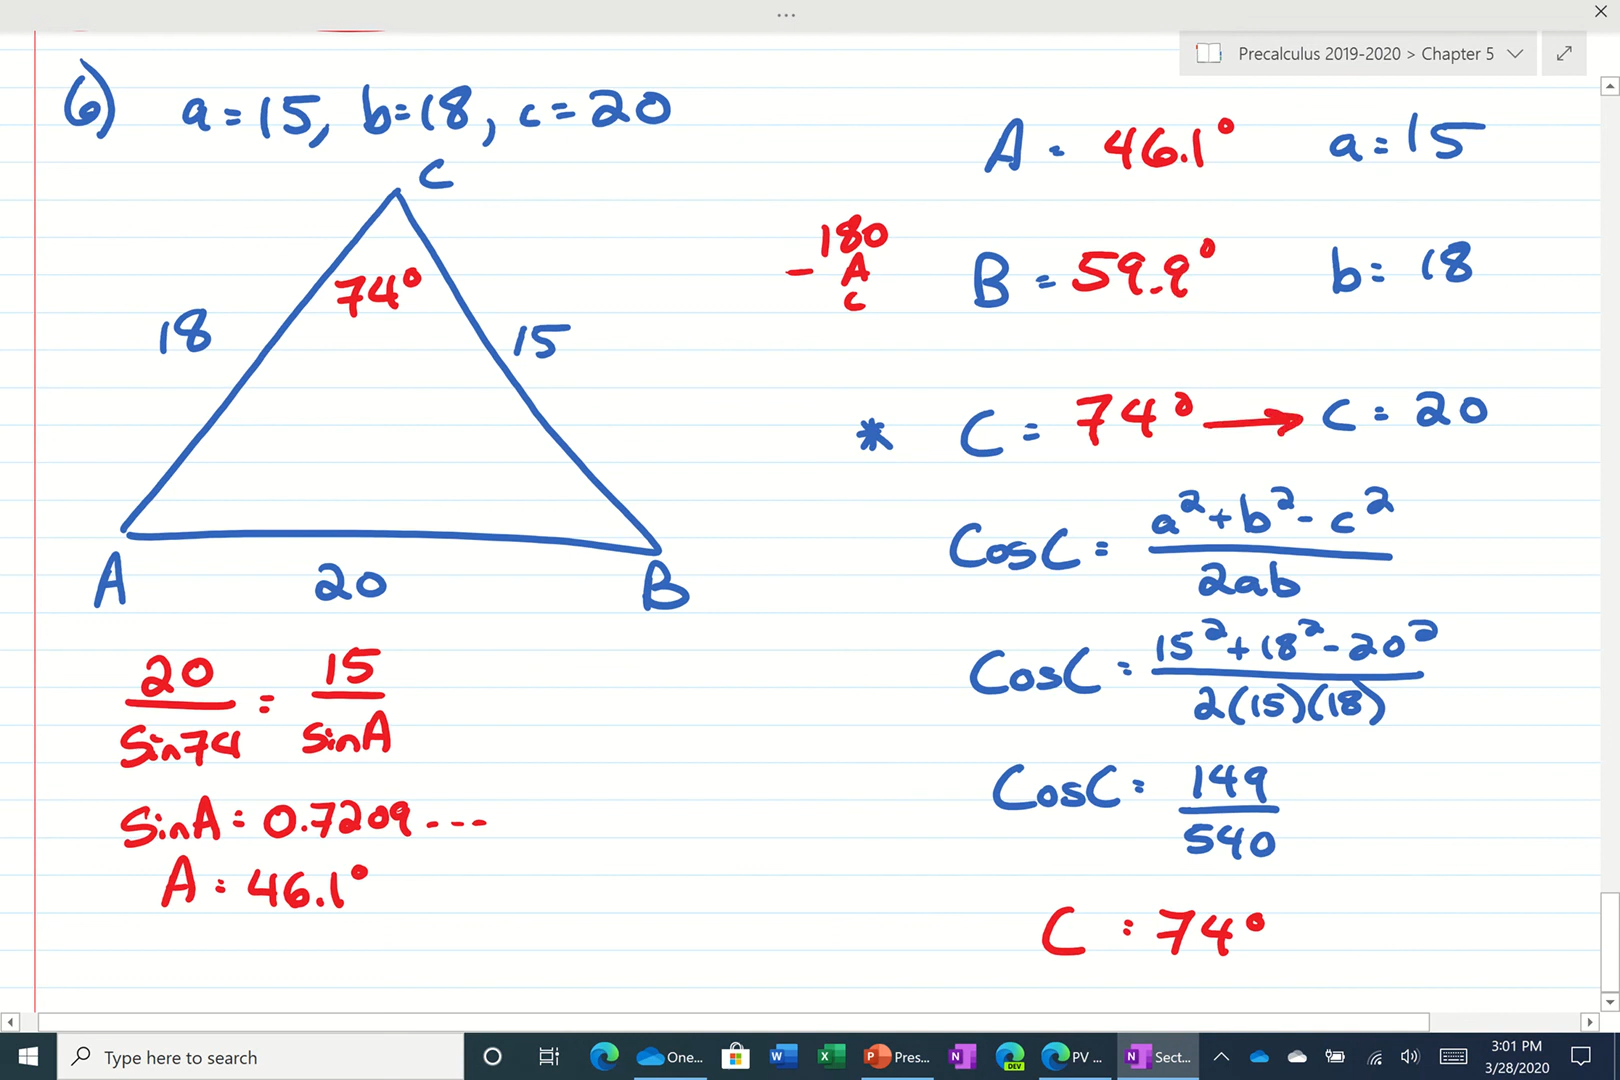 Precalculus 2019-2020 > Chapter 5
6) a=15, b=18, c=20
C
74°
18
15
A
20
B
20/sin74 = 15/sinA
sinA = 0.7209...
A = 46.1°
A = 46.1° a=15
180
- A
C
B = 59.9° b=18
* C = 74° → c=20
CosC = a²+b²-c²/2ab
CosC = 15²+18²-20²/2(15)(18)
CosC = 149/540
C = 74°
Type here to search
One...
Pres...
DEV
PV ...
Sect...
3:01 PM
3/28/2020